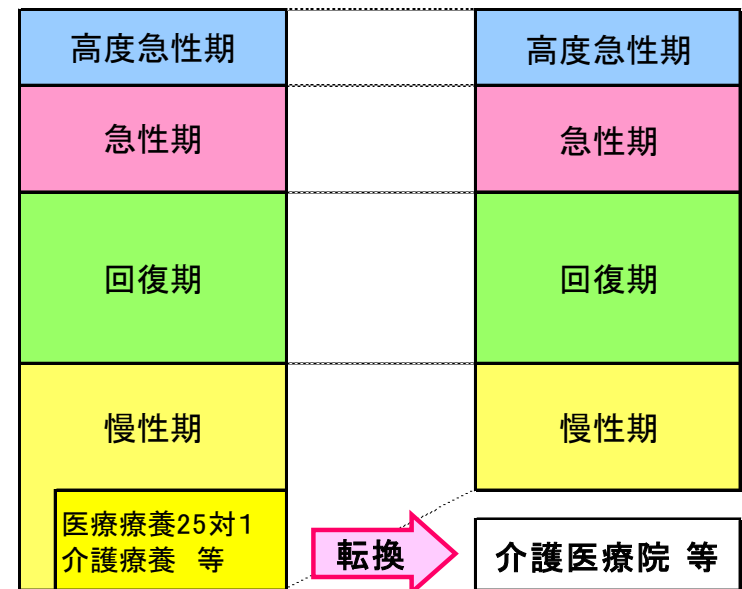 高度急性期
急性期
回復期
慢性期
医療療養25対1
介護療養　等
転換
高度急性期
急性期
回復期
慢性期
介護医療院 等